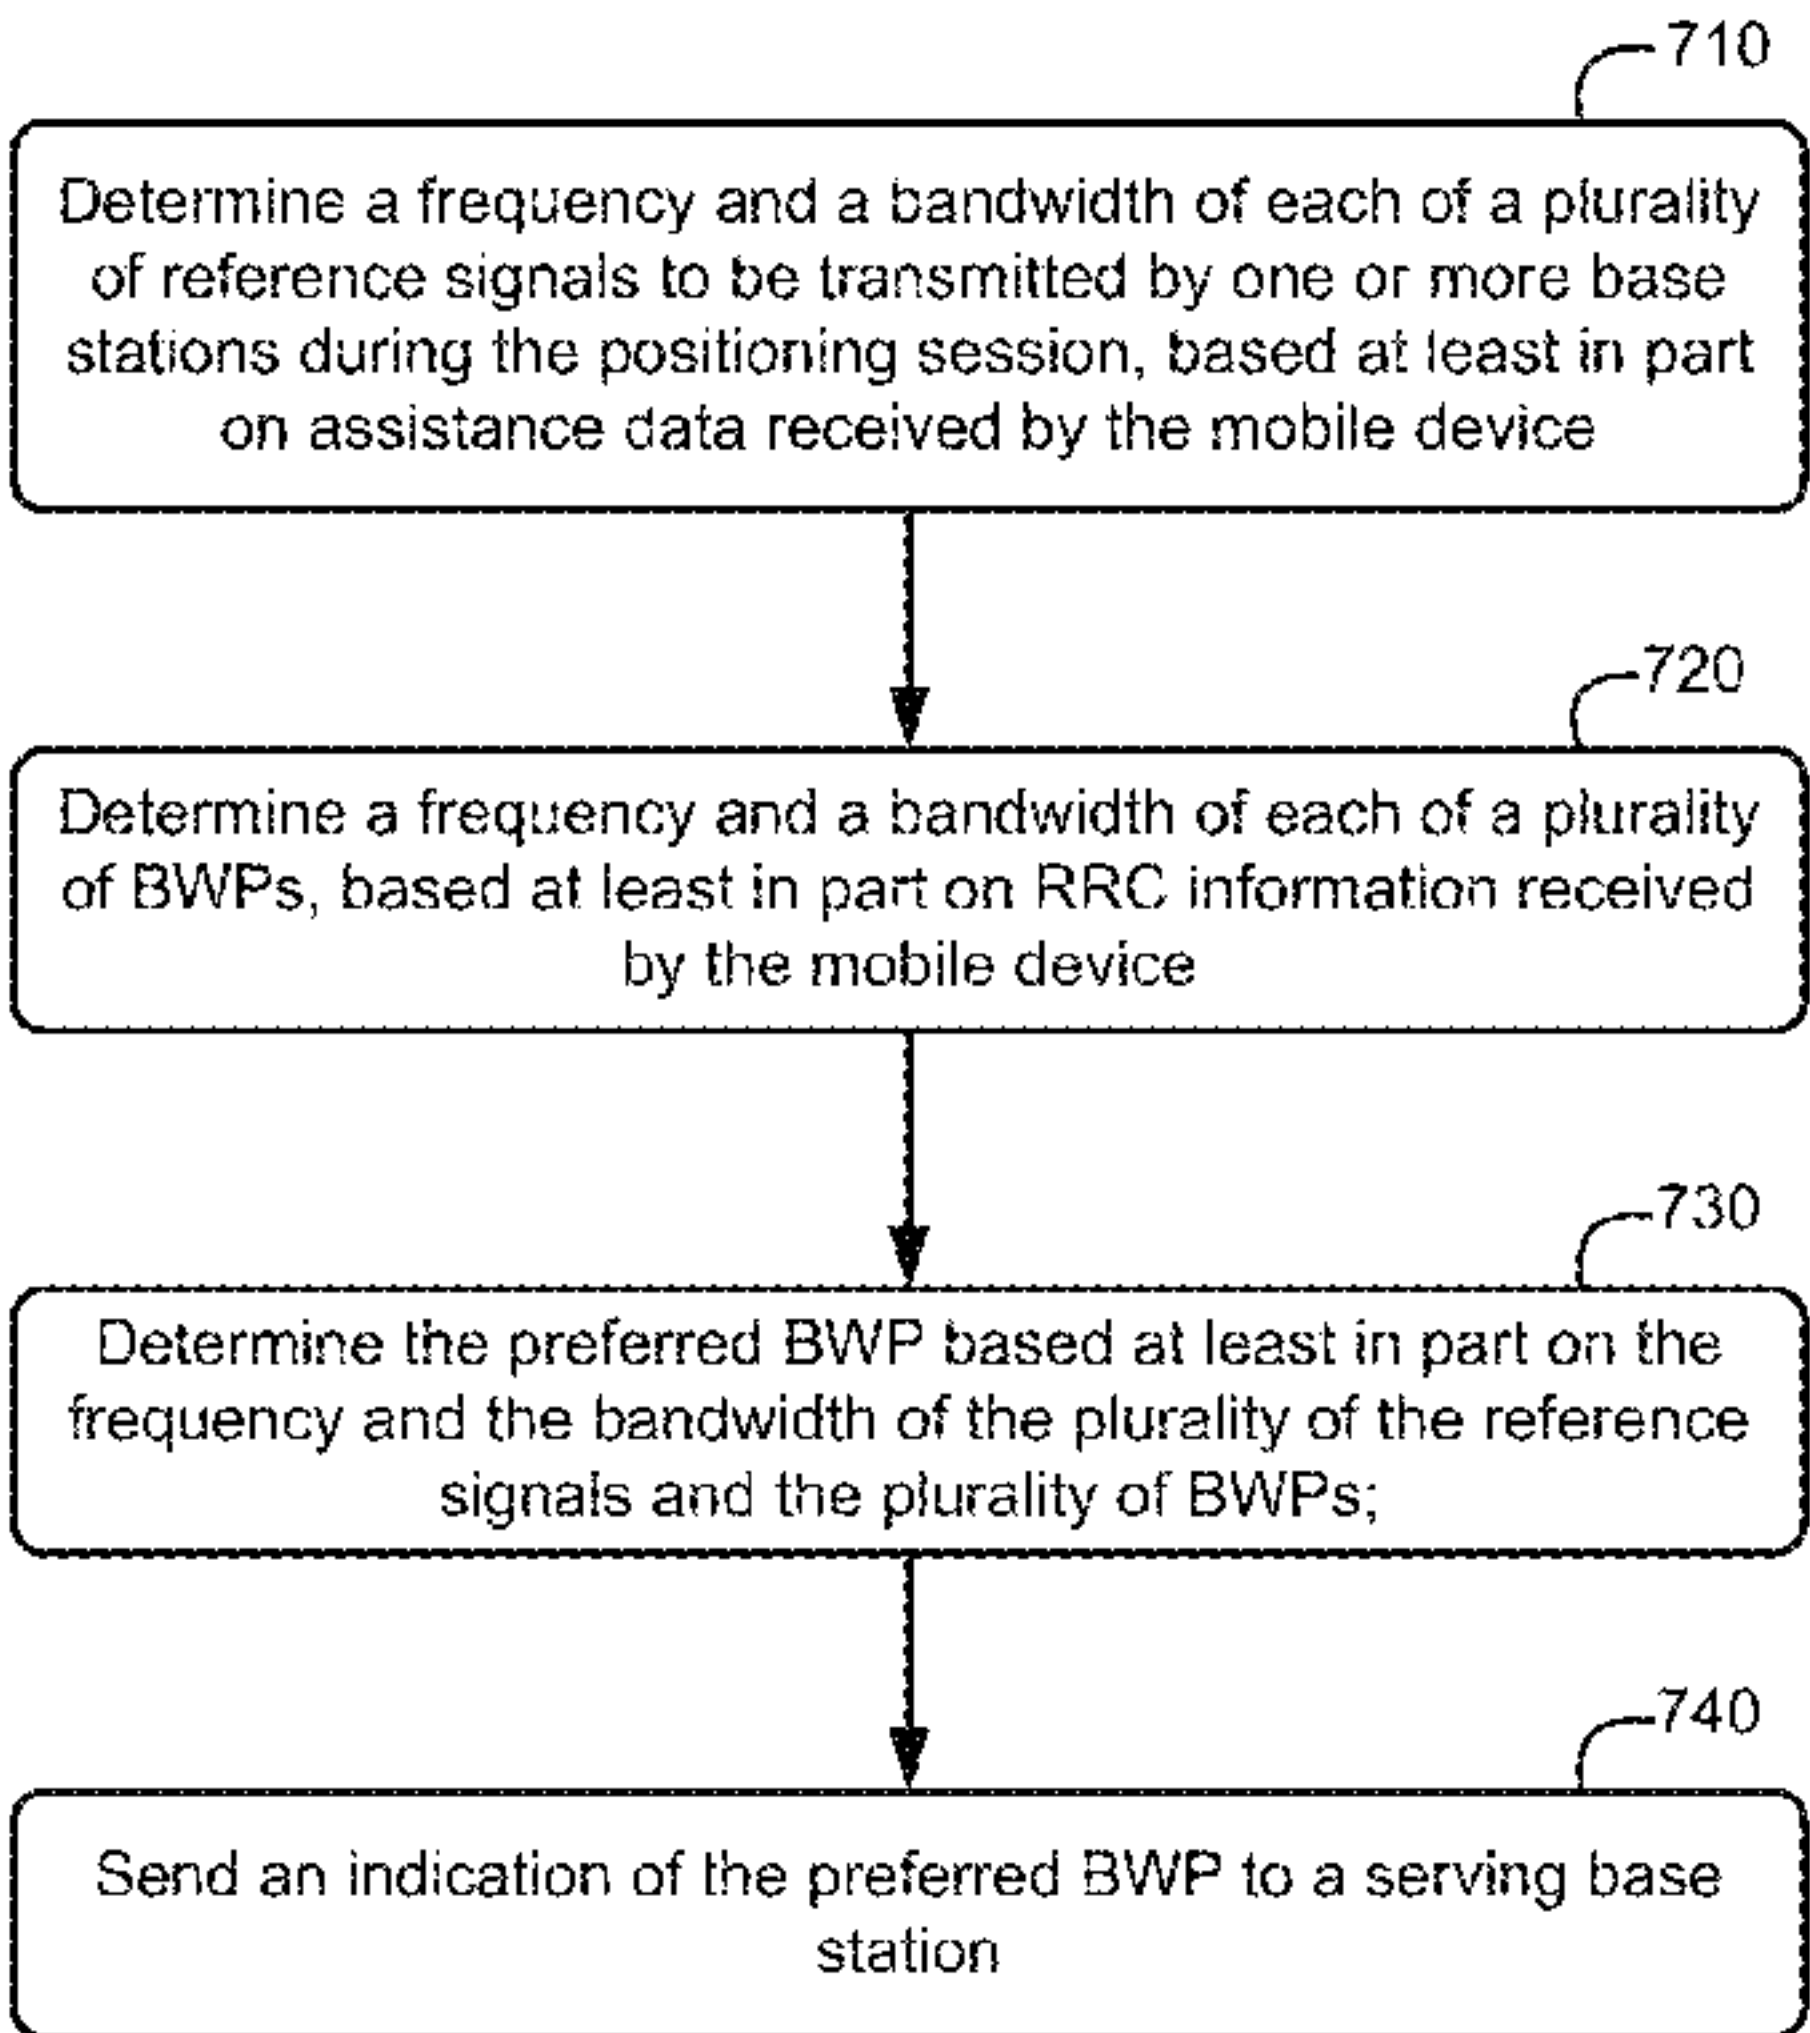 710
Determine a frequency and a bandwidth of each of a plurality
of reference signals to be transmitted by one or more base
stations during the positioning session, based at least in part
on assistance data received by the mobile device
720
Determine a frequency and a bandwidth of each of a plurality
of BWPs, based at least in part on RRC information received
by the mobile device
730
Determine the preferred BWP based at least in part on the
frequency and the bandwidth of the plurality of the reference
signals and the plurality of BWPs;
740
Send an indication of the preferred BWP to a serving base
station